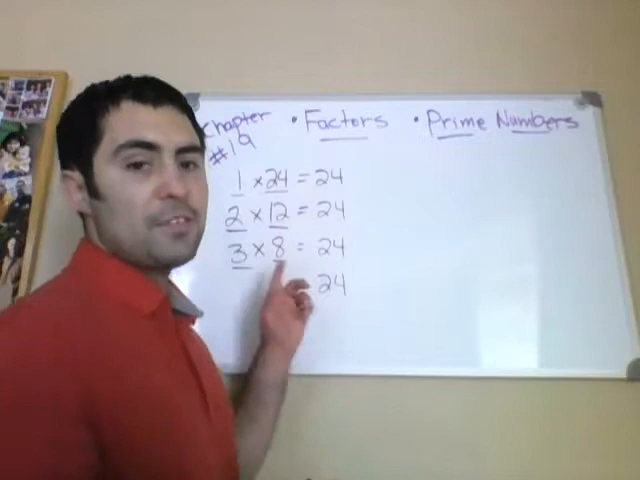 Chapter #19
• Factors
• Prime Numbers
1 × 24 = 24
2 × 12 = 24
3 × 8 = 24
= 24